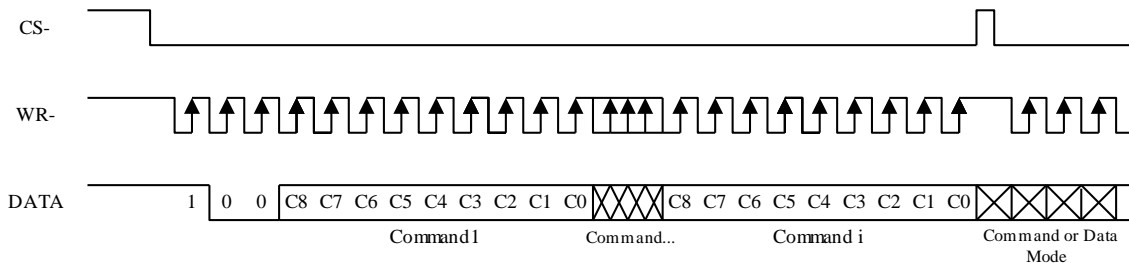 CS-
WR-
DATA 1 0 0 C8 C7 C6 C5 C4 C3 C2 C1 C0 C8 C7 C6 C5 C4 C3 C2 C1 C0
Command1 Command... Command i Command or Data
Mode